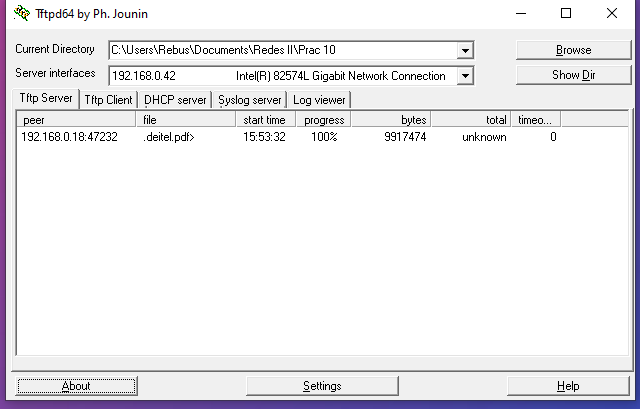 Tftpd64 by Ph. Jounin
Current Directory C:\Users\Rebus\Documents\Redes II\Prac 10 Browse
Server interfaces 192.168.0.42 Intel(R) 82574L Gigabit Network Connection Show Dir
Tftp Server Tftp Client DHCP server Syslog server Log viewer
peer file start time progress bytes total timeo...
192.168.0.18:47232 .deitel.pdf> 15:53:32 100% 9917474 unknown 0
About Settings Help